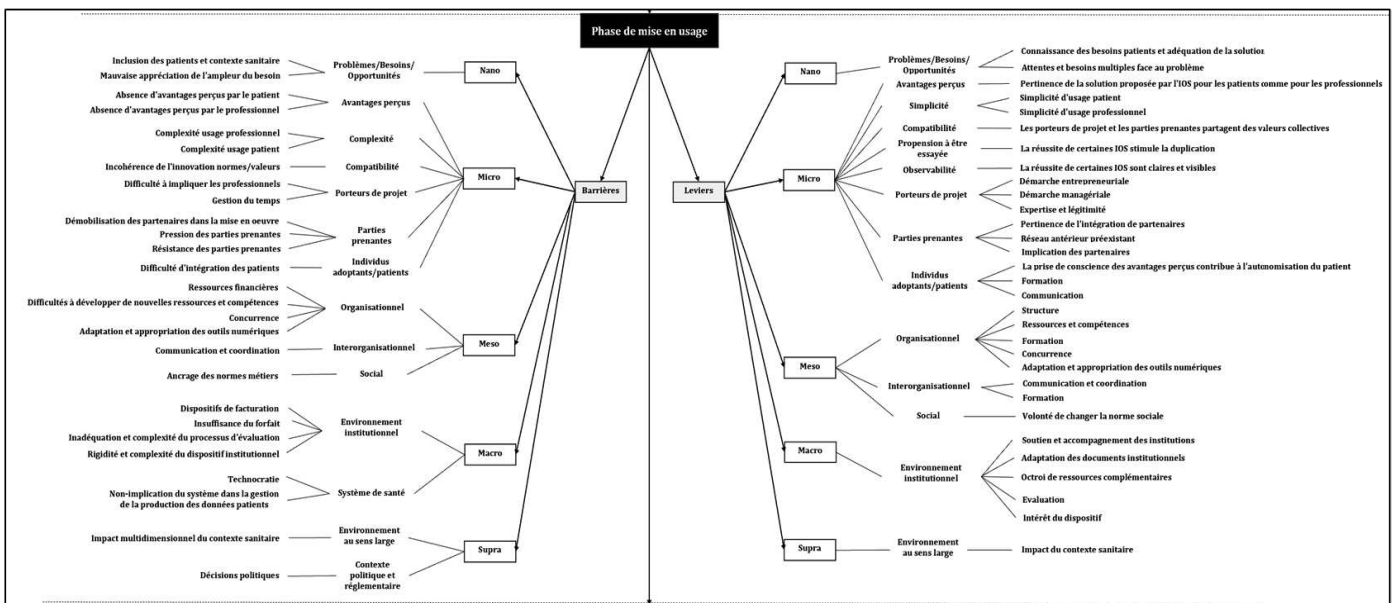 Phase de mise en usage
Barrières
Nano
Problèmes/Besoins/
Opportunités
Inclusion des patients et contexte sanitaire
Mauvaise appréciation de l'ampleur du besoin
Micro
Avantages perçus
Absence d'avantages perçus par le patient
Absence d'avantages perçus par le professionnel
Complexité
Complexité usage professionnel
Complexité usage patient
Compatibilité
Incohérence de l'innovation normes/valeurs
Porteurs de projet
Difficulté à impliquer les professionnels
Gestion du temps
Parties
prenantes
Démobilisation des partenaires dans la mise en oeuvre
Pression des parties prenantes
Résistance des parties prenantes
Individus
adoptants/patients
Difficulté d'intégration des patients
Meso
Organisationnel
Ressources financières
Difficultés à développer de nouvelles ressources et compétences
Concurrence
Adaptation et appropriation des outils numériques
Interorganisationnel
Communication et coordination
Social
Ancrage des normes métiers
Macro
Environnement
institutionnel
Dispositifs de facturation
Insuffisance du forfait
Inadéquation et complexité du processus d'évaluation
Rigidité et complexité du dispositif institutionnel
Système de santé
Technocratie
Non-implication du système dans la gestion
de la production des données patients
Supra
Environnement
au sens large
Impact multidimensionnel du contexte sanitaire
Contexte
politique et
réglementaire
Décisions politiques
Leviers
Nano
Problèmes/Besoins/
Opportunités
Connaissance des besoins patients et adéquation de la solution
Attentes et besoins multiples face au problème
Micro
Avantages perçus
Pertinence de la solution proposée par l'IOS pour les patients comme pour les professionnels
Simplicité
Simplicité d'usage patient
Simplicité d'usage professionnel
Compatibilité
Les porteurs de projet et les parties prenantes partagent des valeurs collectives
Propension à être
essayée
La réussite de certaines IOS stimule la duplication
Observabilité
La réussite de certaines IOS sont claires et visibles
Porteurs de projet
Démarche entrepreneuriale
Démarche managériale
Expertise et légitimité
Parties prenantes
Pertinence de l'intégration de partenaires
Réseau antérieur préexistant
Implication des partenaires
Individus
adoptants/patients
La prise de conscience des avantages perçus contribue à l'autonomisation du patient
Formation
Communication
Meso
Organisationnel
Structure
Ressources et compétences
Formation
Concurrence
Adaptation et appropriation des outils numériques
Interorganisationnel
Communication et coordination
Formation
Social
Volonté de changer la norme sociale
Macro
Environnement
institutionnel
Soutien et accompagnement des institutions
Adaptation des documents institutionnels
Octroi de ressources complémentaires
Evaluation
Intérêt du dispositif
Supra
Environnement
au sens large
Impact du contexte sanitaire